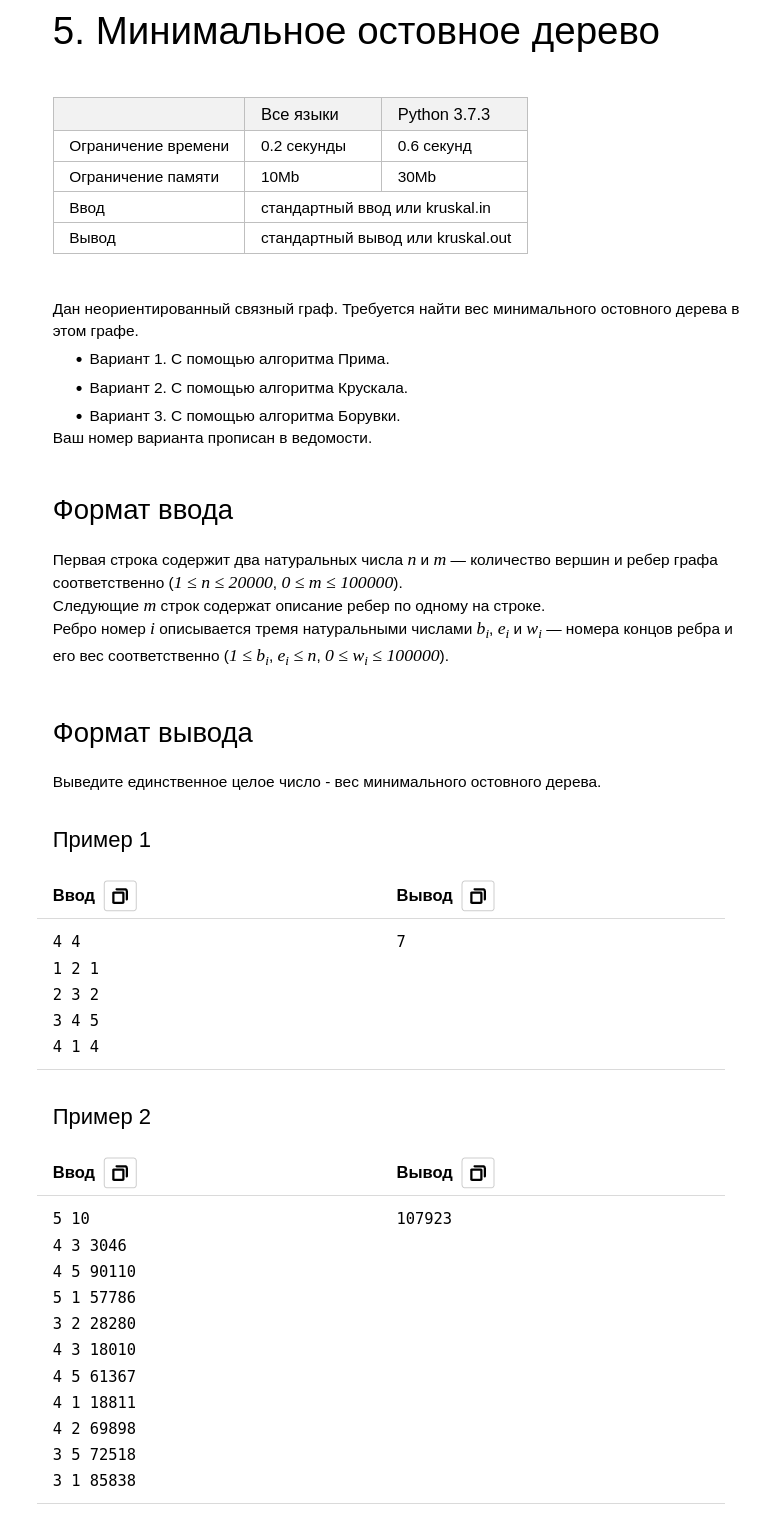 5. Минимальное остовное дерево
Все языки Python 3.7.3
Ограничение времени 0.2 секунды 0.6 секунд
Ограничение памяти 10Mb 30Mb
Ввод стандартный ввод или kruskal.in
Вывод стандартный вывод или kruskal.out
Дан неориентированный связный граф. Требуется найти вес минимального остовного дерева в
этом графе.
• Вариант 1. С помощью алгоритма Прима.
• Вариант 2. С помощью алгоритма Крускала.
• Вариант 3. С помощью алгоритма Борувки.
Ваш номер варианта прописан в ведомости.
Формат ввода
Первая строка содержит два натуральных числа n и m — количество вершин и ребер графа
соответственно (1 ≤ n ≤ 20000, 0 ≤ m ≤ 100000).
Следующие m строк содержат описание ребер по одному на строке.
Ребро номер i описывается тремя натуральными числами b_i, e_i и w_i — номера концов ребра и
его вес соответственно (1 ≤ b_i, e_i ≤ n, 0 ≤ w_i ≤ 100000).
Формат вывода
Выведите единственное целое число - вес минимального остовного дерева.
Пример 1
Ввод Вывод
4 4 7
1 2 1
2 3 2
3 4 5
4 1 4
Пример 2
Ввод Вывод
5 10 107923
4 3 3046
4 5 90110
5 1 57786
3 2 28280
4 3 18010
4 5 61367
4 1 18811
4 2 69898
3 5 72518
3 1 85838